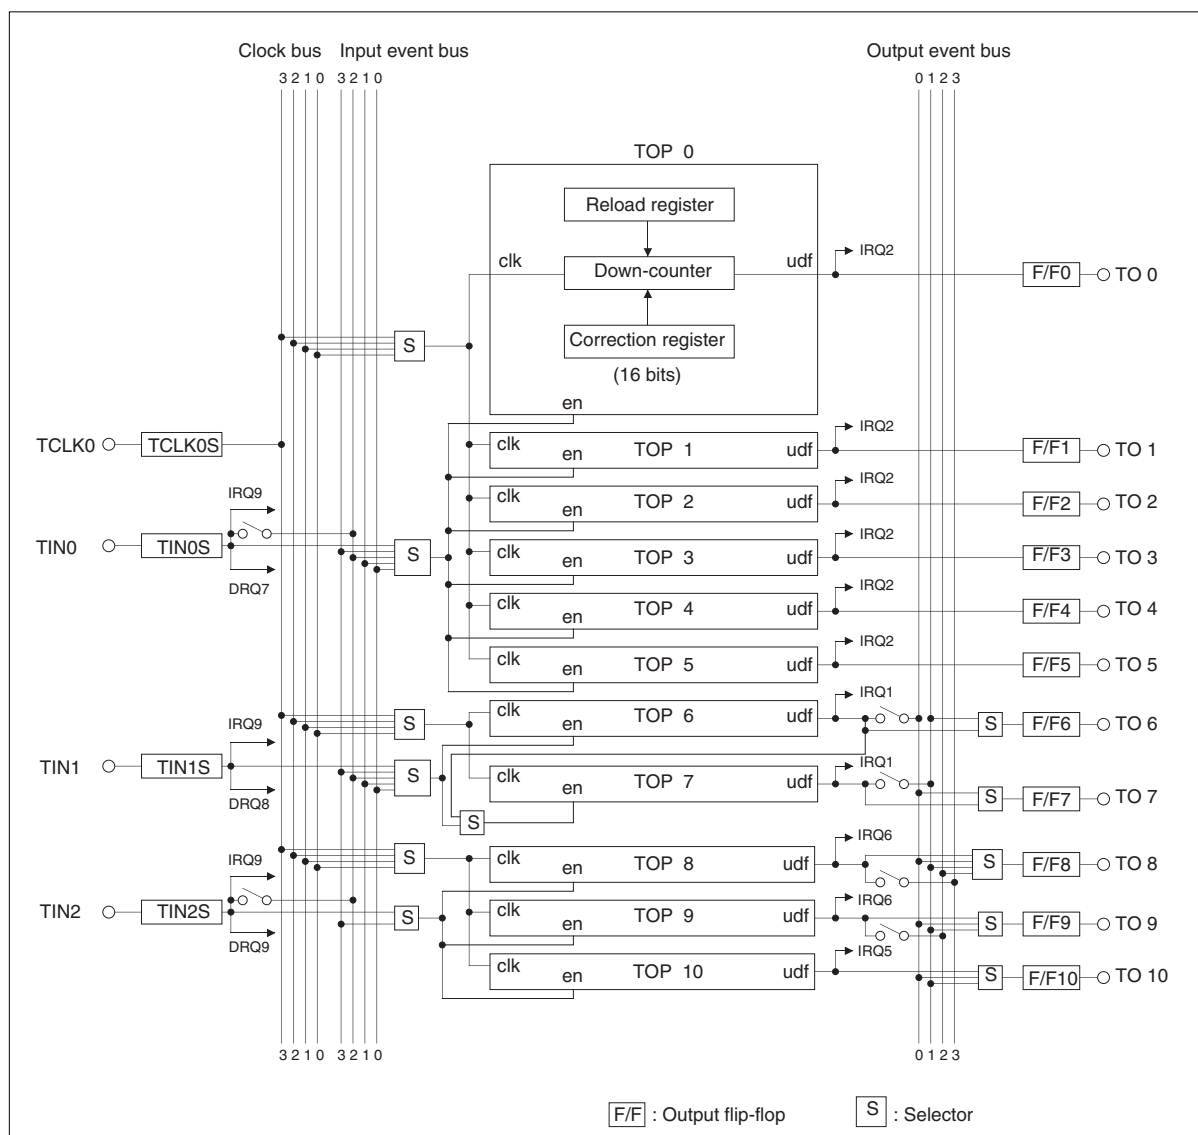 Clock bus Input event bus Output event bus
3 2 1 0 3 2 1 0 0 1 2 3
TOP 0
Reload register
IRQ2
clk Down-counter udf F/F0 TO 0
S Correction register
(16 bits)
en
IRQ2
TCLK0 TCLK0S clk TOP 1 udf F/F1 TO 1
en
IRQ2
IRQ9 clk TOP 2 udf F/F2 TO 2
en
IRQ2
TIN0 TIN0S S clk TOP 3 udf F/F3 TO 3
en
DRQ7 IRQ2
clk TOP 4 udf F/F4 TO 4
en
IRQ2
clk TOP 5 udf F/F5 TO 5
en
IRQ1
IRQ9 S clk TOP 6 udf S F/F6 TO 6
en
IRQ1
TIN1 TIN1S S clk TOP 7 udf S F/F7 TO 7
en
DRQ8
S
IRQ6
IRQ9 S clk TOP 8 udf S F/F8 TO 8
en
IRQ6
TIN2 TIN2S S clk TOP 9 udf S F/F9 TO 9
en
DRQ9 IRQ5
clk TOP 10 udf S F/F10 TO 10
en
3 2 1 0 3 2 1 0 0 1 2 3
F/F : Output flip-flop S : Selector